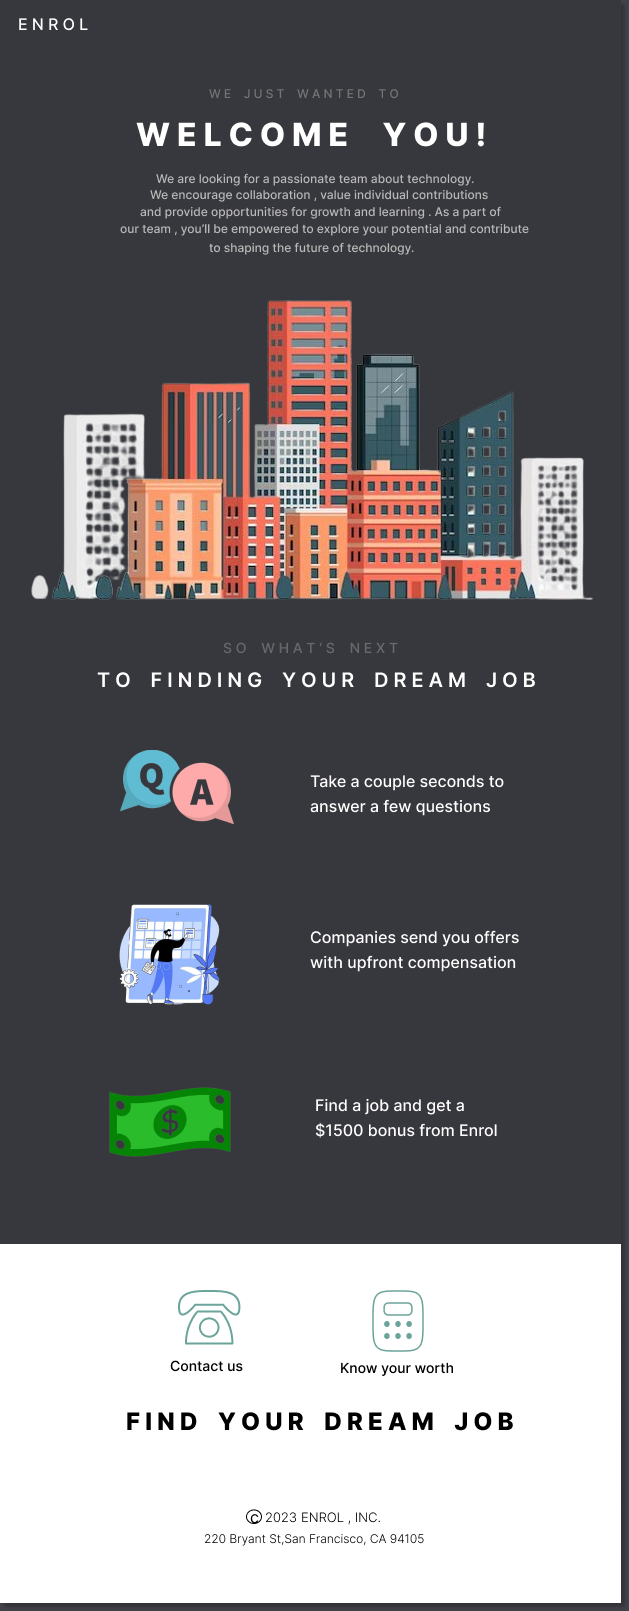 ENROL
WE JUST WANTED TO
WELCOME YOU!
We are looking for a passionate team about technology.
We encourage collaboration , value individual contributions
and provide opportunities for growth and learning . As a part of
our team , you'll be empowered to explore your potential and contribute
to shaping the future of technology.
SO WHAT'S NEXT
TO FINDING YOUR DREAM JOB
Q A
Take a couple seconds to
answer a few questions
Companies send you offers
with upfront compensation
$
Find a job and get a
$1500 bonus from Enrol
Contact us
Know your worth
FIND YOUR DREAM JOB
© 2023 ENROL , INC.
220 Bryant St,San Francisco, CA 94105